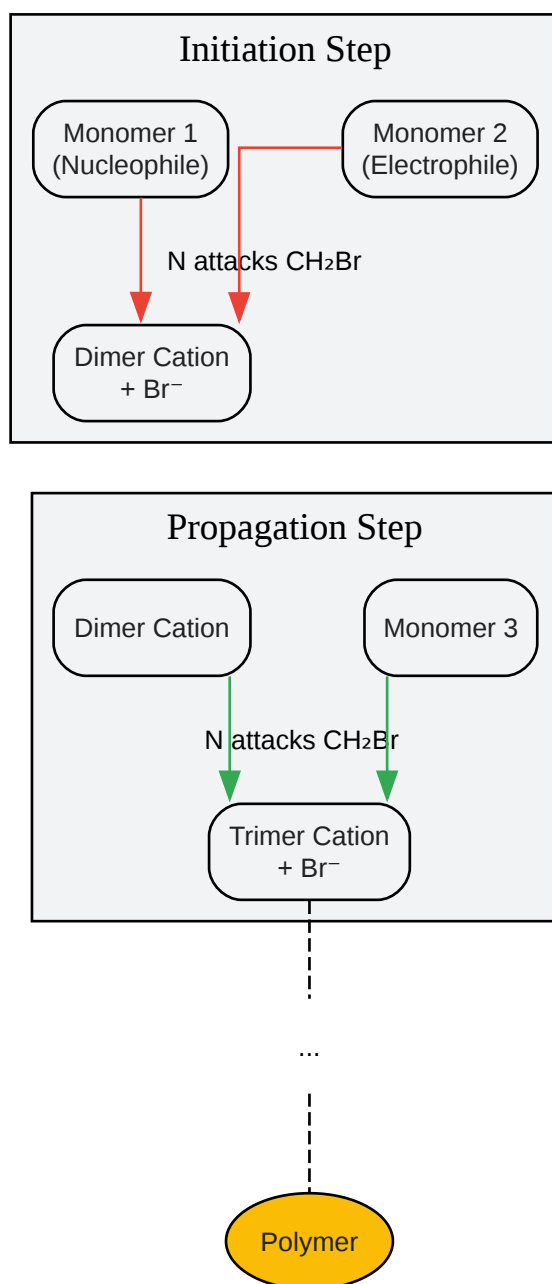 Initiation Step
Monomer 1
(Nucleophile)
Monomer 2
(Electrophile)
N attacks CH₂Br
Dimer Cation
+ Br⁻
Propagation Step
Dimer Cation
Monomer 3
N attacks CH₂Br
Trimer Cation
+ Br⁻
...
Polymer